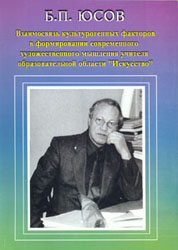 Б.П. ЮСОВ
Взаимосвязь культурогенных факторов
в формировании современного
художественного мышления учителя
образовательной области "Искусство"